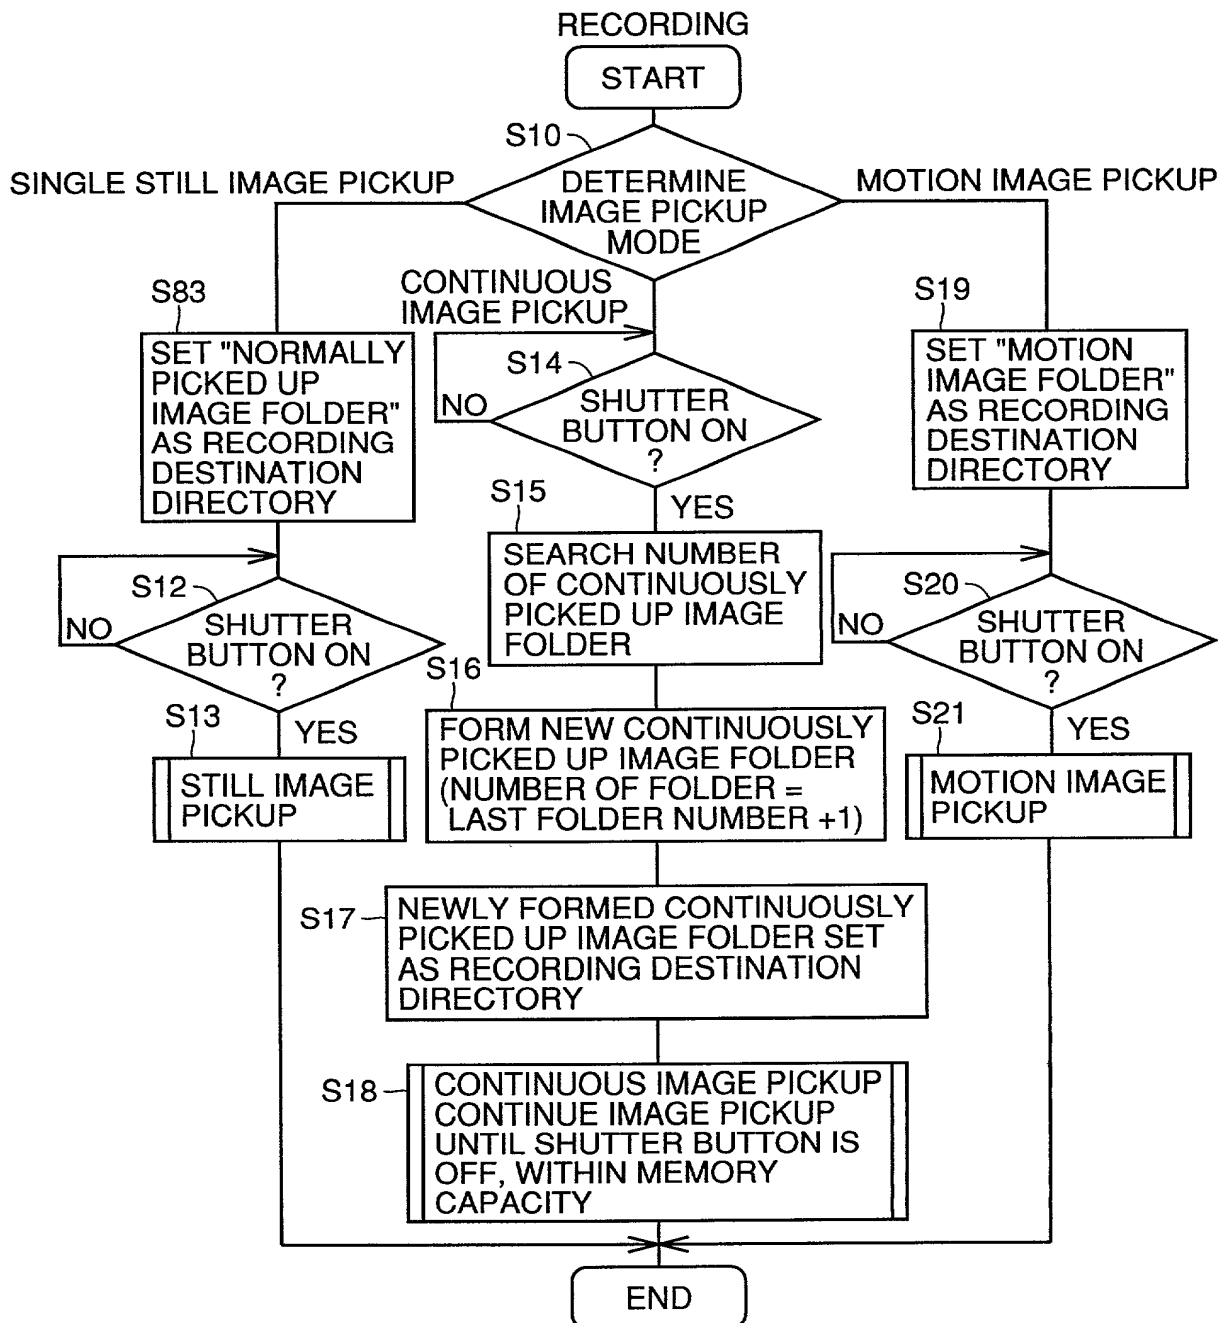 RECORDING
START
S10
DETERMINE
IMAGE PICKUP
MODE
SINGLE STILL IMAGE PICKUP
MOTION IMAGE PICKUP
CONTINUOUS
IMAGE PICKUP
S83
SET "NORMALLY
PICKED UP
IMAGE FOLDER"
AS RECORDING
DESTINATION
DIRECTORY
S12
SHUTTER
BUTTON ON
?
NO
YES
S13
STILL IMAGE
PICKUP
S14
SHUTTER
BUTTON ON
?
NO
YES
S15
SEARCH NUMBER
OF CONTINUOUSLY
PICKED UP IMAGE
FOLDER
S16
FORM NEW CONTINUOUSLY
PICKED UP IMAGE FOLDER
(NUMBER OF FOLDER =
LAST FOLDER NUMBER +1)
S17
NEWLY FORMED CONTINUOUSLY
PICKED UP IMAGE FOLDER SET
AS RECORDING DESTINATION
DIRECTORY
S18
CONTINUOUS IMAGE PICKUP
CONTINUE IMAGE PICKUP
UNTIL SHUTTER BUTTON IS
OFF, WITHIN MEMORY
CAPACITY
S19
SET "MOTION
IMAGE FOLDER"
AS RECORDING
DESTINATION
DIRECTORY
S20
SHUTTER
BUTTON ON
?
NO
YES
S21
MOTION IMAGE
PICKUP
END